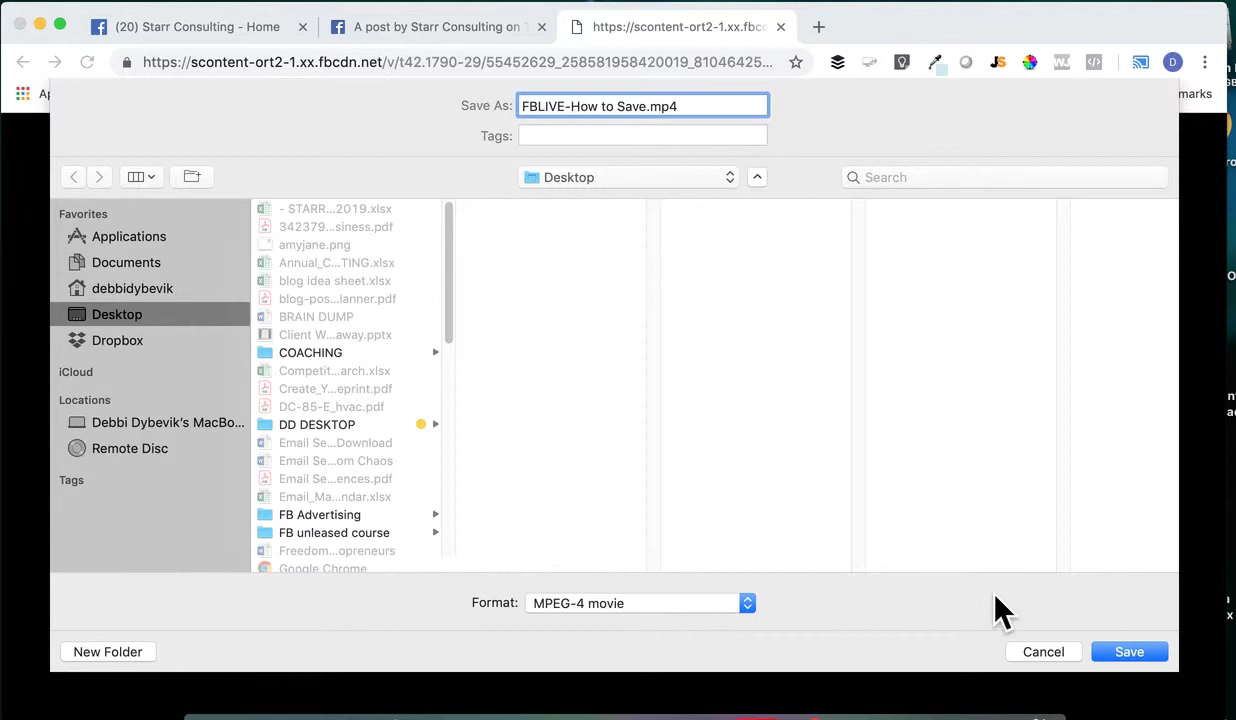 (20) Starr Consulting - Home
A post by Starr Consulting on
https://scontent-ort2-1.xx.fbc
https://scontent-ort2-1.xx.fbcdn.net/v/t42.1790-29/55452629_258581958420019_81046425...
JS
WJ
D
marks
Save As:
FBLIVE-How to Save.mp4
Tags:
Desktop
Search
Favorites
Applications
Documents
debbidybevik
Desktop
Dropbox
iCloud
Locations
Debbi Dybevik's MacBo...
Remote Disc
Tags
- STARR...2019.xlsx
342379...siness.pdf
amyjane.png
Annual_C...TING.xlsx
blog idea sheet.xlsx
blog-pos...lanner.pdf
BRAIN DUMP
Client W...away.pptx
COACHING
Competit...arch.xlsx
Create_Y...eprint.pdf
DC-85-E_hvac.pdf
DD DESKTOP
Email Se...Download
Email Se...om Chaos
Email Se...ences.pdf
Email_Ma...ndar.xlsx
FB Advertising
FB unleased course
Freedom...opreneurs
Google Chrome
Format:
MPEG-4 movie
New Folder
Cancel
Save